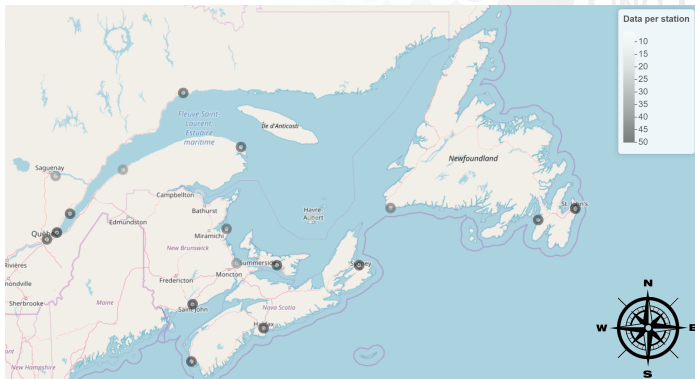 Data per station
10
15
20
25
30
35
40
45
50
Fleuve Saint-
Laurent
Estuaire
maritime
Île d'Anticosti
Newfoundland
Saguenay
St. John's
Campbellton
Havre
Aubert
Bathurst
Edmundston
Québec
Miramichi
Rivières
New Brunswick
Summerside
Sydney
Moncton
Fredericton
Sherbrooke
Maine
Saint John
Nova Scotia
Halifax
New Hampshire
N
W
E
S